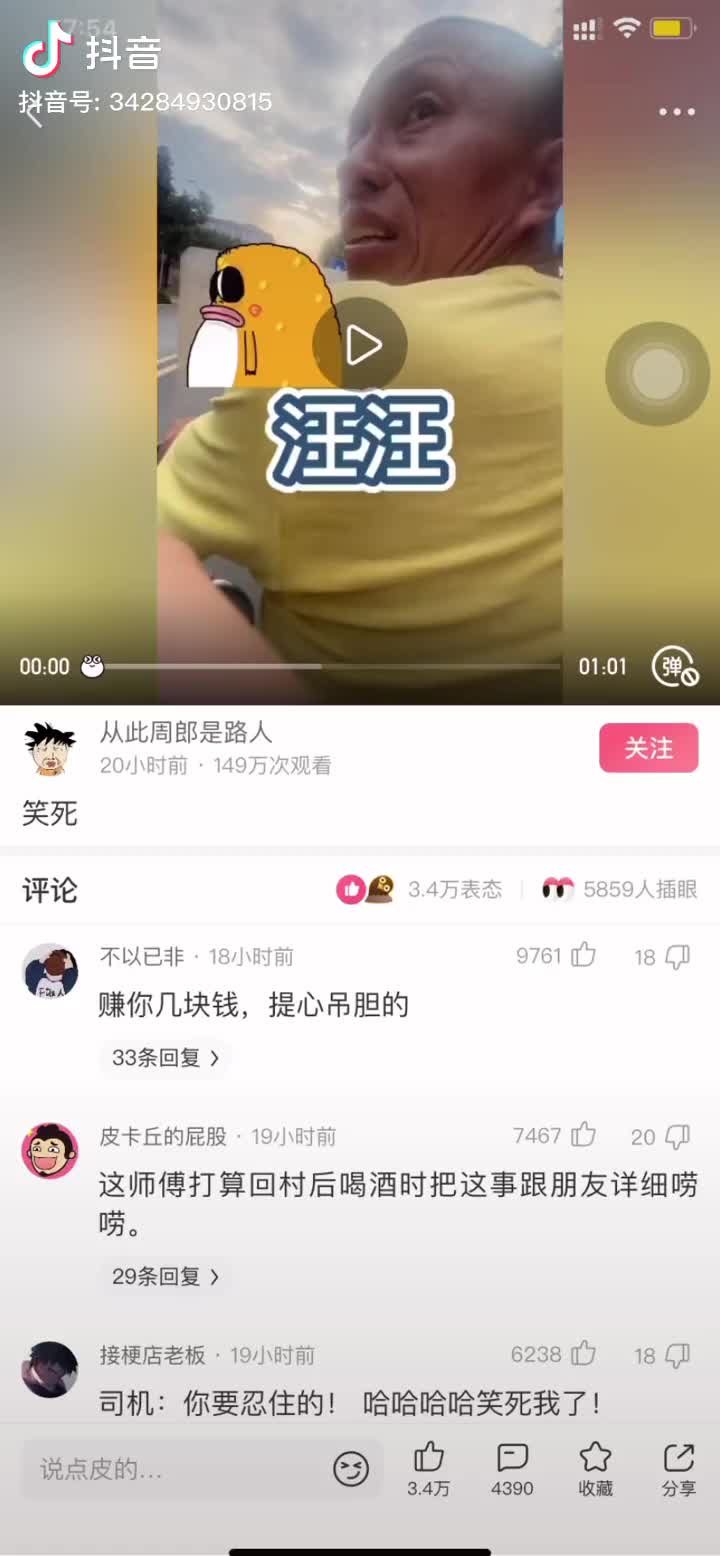 7:54
抖音
抖音号: 34284930815
汪汪
00:00
01:01
弹
从此周郎是路人
20小时前 · 149万次观看
关注
笑死
评论
3.4万表态
5859人插眼
不以已非 · 18小时前
9761
18
赚你几块钱，提心吊胆的
33条回复
皮卡丘的屁股 · 19小时前
7467
20
这师傅打算回村后喝酒时把这事跟朋友详细唠
唠。
29条回复
接梗店老板 · 19小时前
6238
18
司机：你要忍住的！ 哈哈哈哈笑死我了！
说点皮的...
3.4万
4390
收藏
分享